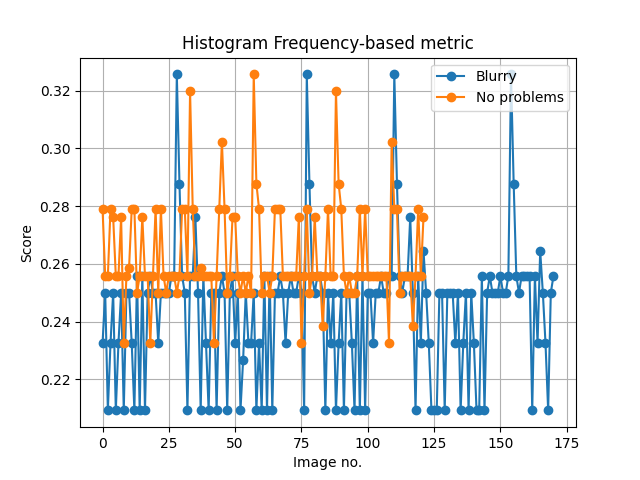 Histogram Frequency-based metric
Blurry
No problems
0.32
0.30
0.28
0.26
0.24
0.22
Score
0
25
50
75
100
125
150
175
Image no.